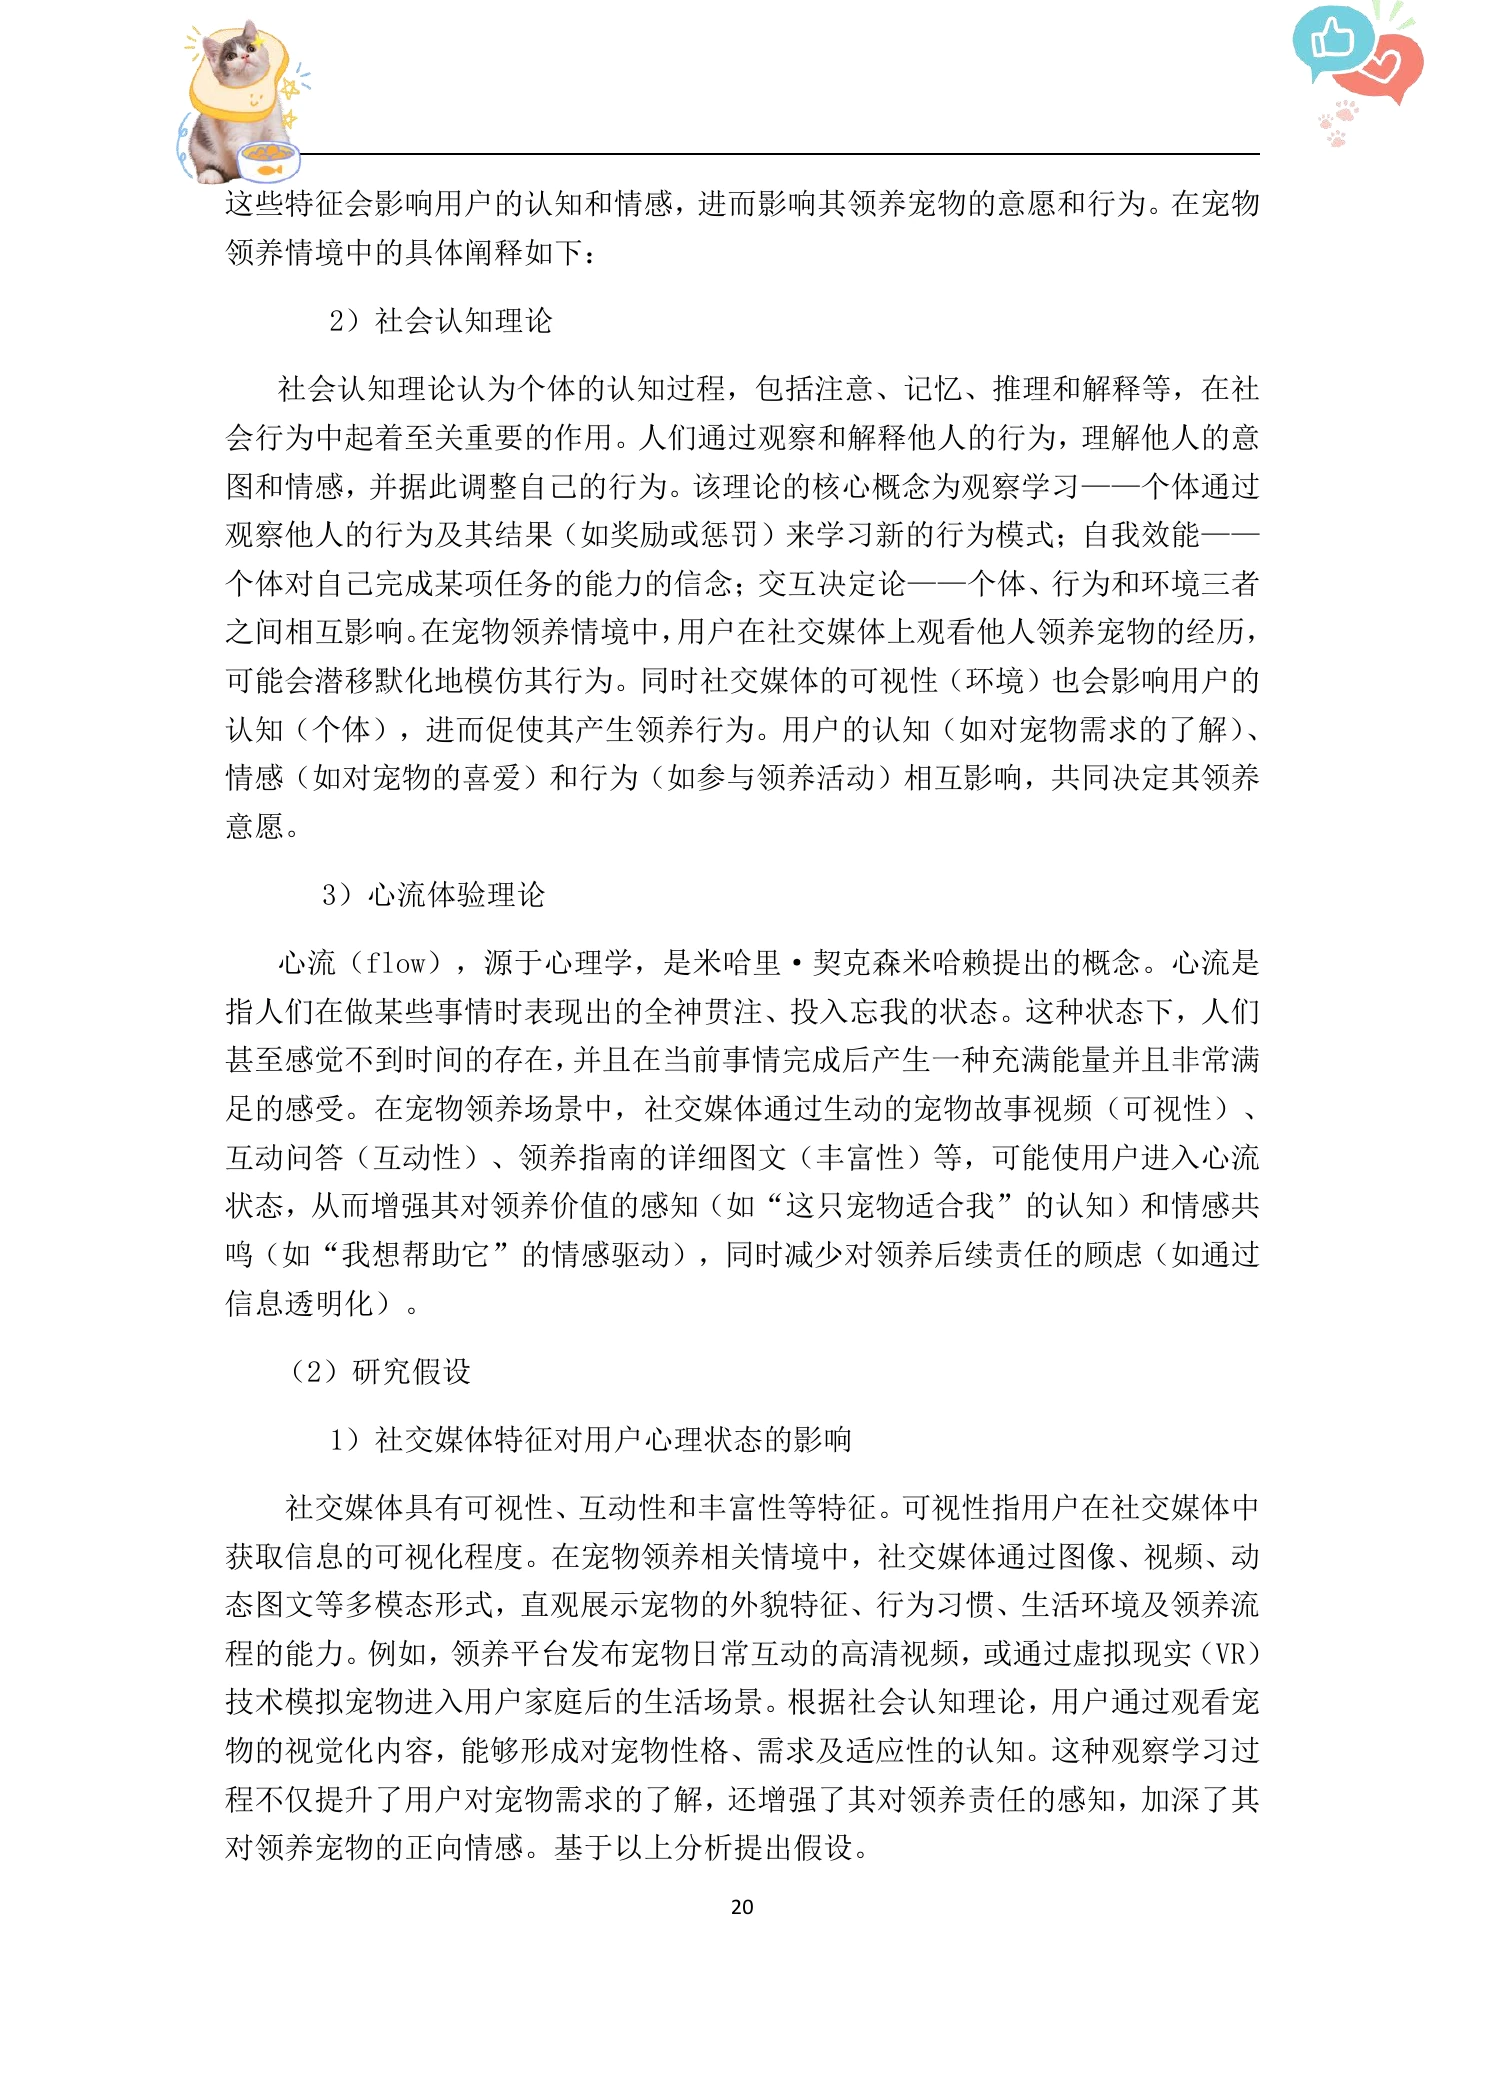 这些特征会影响用户的认知和情感，进而影响其领养宠物的意愿和行为。在宠物
领养情境中的具体阐释如下：
2）社会认知理论
社会认知理论认为个体的认知过程，包括注意、记忆、推理和解释等，在社
会行为中起着至关重要的作用。人们通过观察和解释他人的行为，理解他人的意
图和情感，并据此调整自己的行为。该理论的核心概念为观察学习——个体通过
观察他人的行为及其结果（如奖励或惩罚）来学习新的行为模式；自我效能——
个体对自己完成某项任务的能力的信念；交互决定论——个体、行为和环境三者
之间相互影响。在宠物领养情境中，用户在社交媒体上观看他人领养宠物的经历，
可能会潜移默化地模仿其行为。同时社交媒体的可视性（环境）也会影响用户的
认知（个体），进而促使其产生领养行为。用户的认知（如对宠物需求的了解）、
情感（如对宠物的喜爱）和行为（如参与领养活动）相互影响，共同决定其领养
意愿。
3）心流体验理论
心流（flow），源于心理学，是米哈里·契克森米哈赖提出的概念。心流是
指人们在做某些事情时表现出的全神贯注、投入忘我的状态。这种状态下，人们
甚至感觉不到时间的存在，并且在当前事情完成后产生一种充满能量并且非常满
足的感受。在宠物领养场景中，社交媒体通过生动的宠物故事视频（可视性）、
互动问答（互动性）、领养指南的详细图文（丰富性）等，可能使用户进入心流
状态，从而增强其对领养价值的感知（如“这只宠物适合我”的认知）和情感共
鸣（如“我想帮助它”的情感驱动），同时减少对领养后续责任的顾虑（如通过
信息透明化）。
（2）研究假设
1）社交媒体特征对用户心理状态的影响
社交媒体具有可视性、互动性和丰富性等特征。可视性指用户在社交媒体中
获取信息的可视化程度。在宠物领养相关情境中，社交媒体通过图像、视频、动
态图文等多模态形式，直观展示宠物的外貌特征、行为习惯、生活环境及领养流
程的能力。例如，领养平台发布宠物日常互动的高清视频，或通过虚拟现实（VR）
技术模拟宠物进入用户家庭后的生活场景。根据社会认知理论，用户通过观看宠
物的视觉化内容，能够形成对宠物性格、需求及适应性的认知。这种观察学习过
程不仅提升了用户对宠物需求的了解，还增强了其对领养责任的感知，加深了其
对领养宠物的正向情感。基于以上分析提出假设。
20